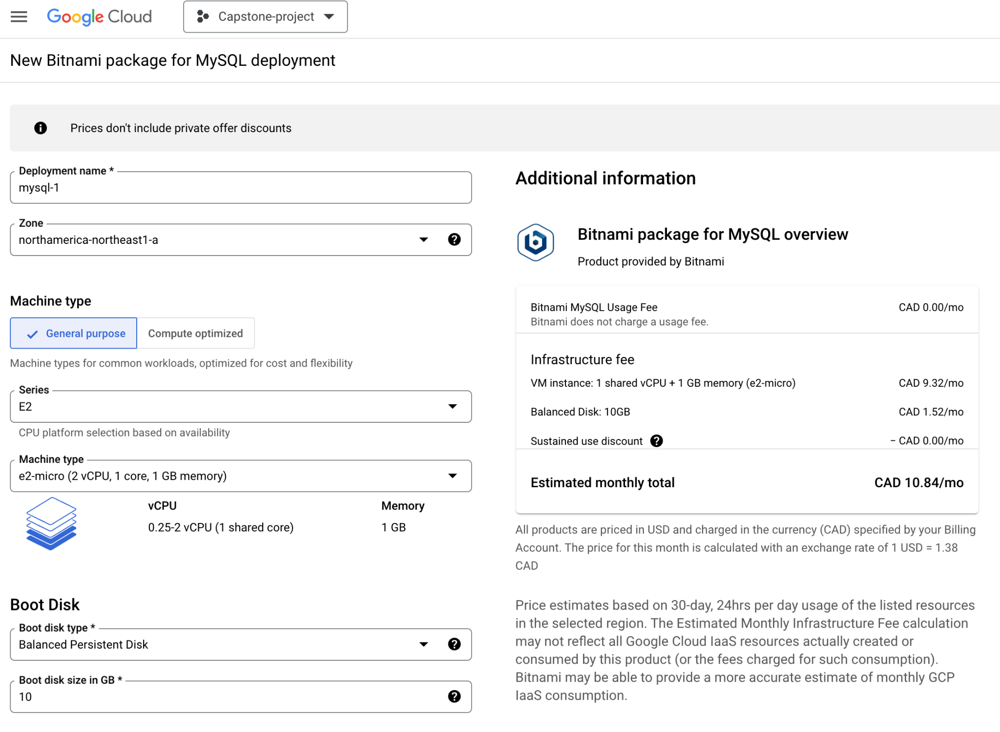 Google Cloud
Capstone-project
New Bitnami package for MySQL deployment
Prices don't include private offer discounts
Deployment name *
mysql-1
Zone
northamerica-northeast1-a
Machine type
General purpose
Compute optimized
Machine types for common workloads, optimized for cost and flexibility
Series
E2
CPU platform selection based on availability
Machine type
e2-micro (2 vCPU, 1 core, 1 GB memory)
vCPU
Memory
0.25-2 vCPU (1 shared core)
1 GB
Boot Disk
Boot disk type *
Balanced Persistent Disk
Boot disk size in GB *
10
Additional information
Bitnami package for MySQL overview
Product provided by Bitnami
Bitnami MySQL Usage Fee
CAD 0.00/mo
Bitnami does not charge a usage fee.
Infrastructure fee
VM instance: 1 shared vCPU + 1 GB memory (e2-micro)
CAD 9.32/mo
Balanced Disk: 10GB
CAD 1.52/mo
Sustained use discount
− CAD 0.00/mo
Estimated monthly total
CAD 10.84/mo
All products are priced in USD and charged in the currency (CAD) specified by your Billing
Account. The price for this month is calculated with an exchange rate of 1 USD = 1.38
CAD
Price estimates based on 30-day, 24hrs per day usage of the listed resources
in the selected region. The Estimated Monthly Infrastructure Fee calculation
may not reflect all Google Cloud IaaS resources actually created or
consumed by this product (or the fees charged for such consumption).
Bitnami may be able to provide a more accurate estimate of monthly GCP
IaaS consumption.